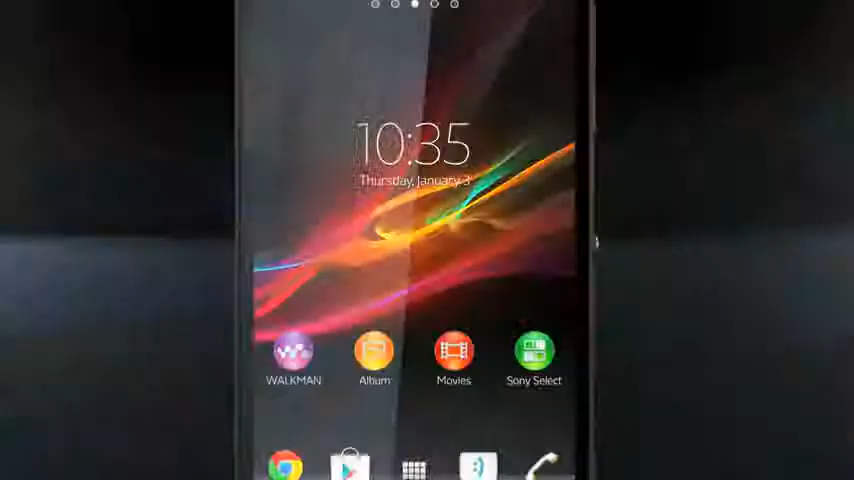 10:35
Thursday, January 3
WALKMAN
Album
Movies
Sony Select